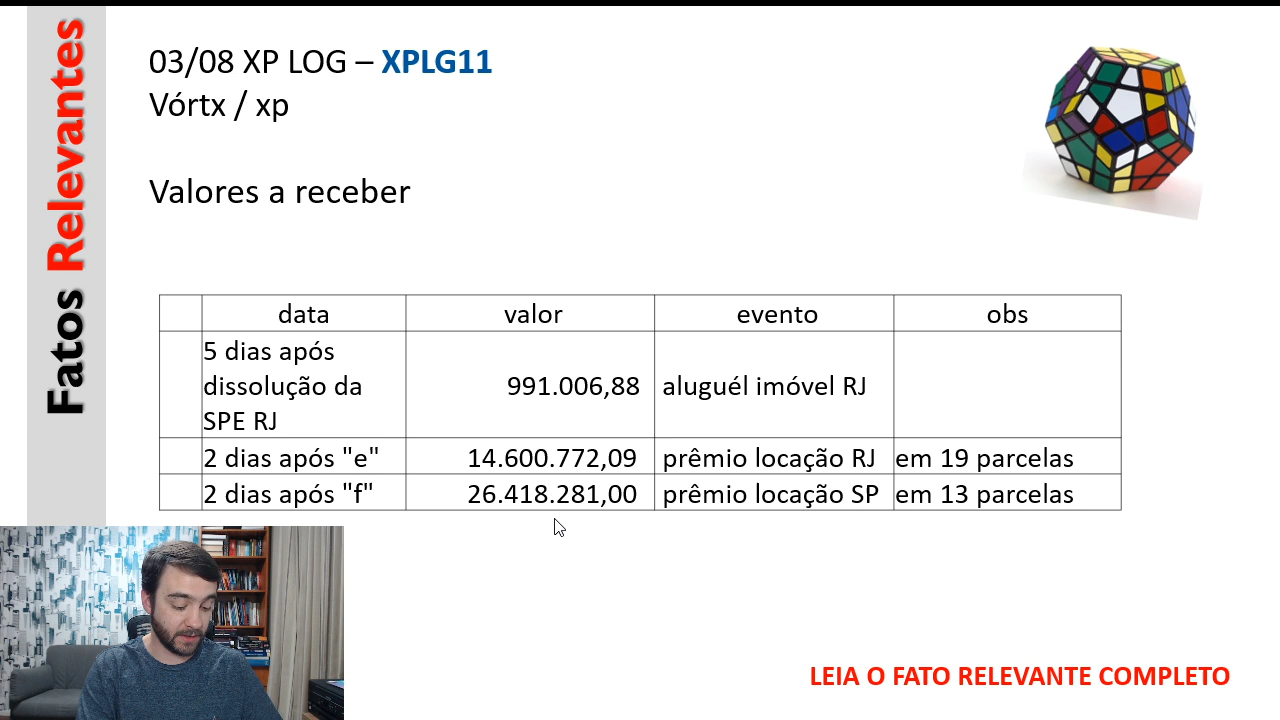 Fatos Relevantes
03/08 XP LOG – XPLG11
Vórtx / xp
Valores a receber
data valor evento obs
5 dias após
dissolução da
SPE RJ
991.006,88 aluguél imóvel RJ
2 dias após "e" 14.600.772,09 prêmio locação RJ em 19 parcelas
2 dias após "f" 26.418.281,00 prêmio locação SP em 13 parcelas
LEIA O FATO RELEVANTE COMPLETO